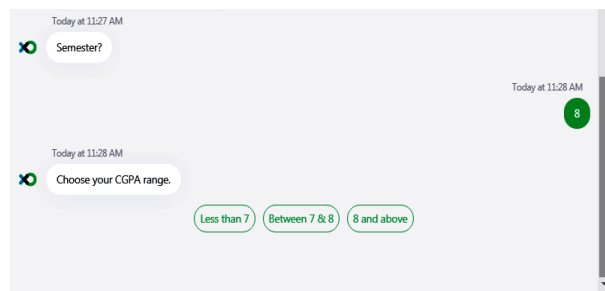 Today at 11:27 AM
Semester?
Today at 11:28 AM
8
Today at 11:28 AM
Choose your CGPA range.
Less than 7 Between 7 & 8 8 and above